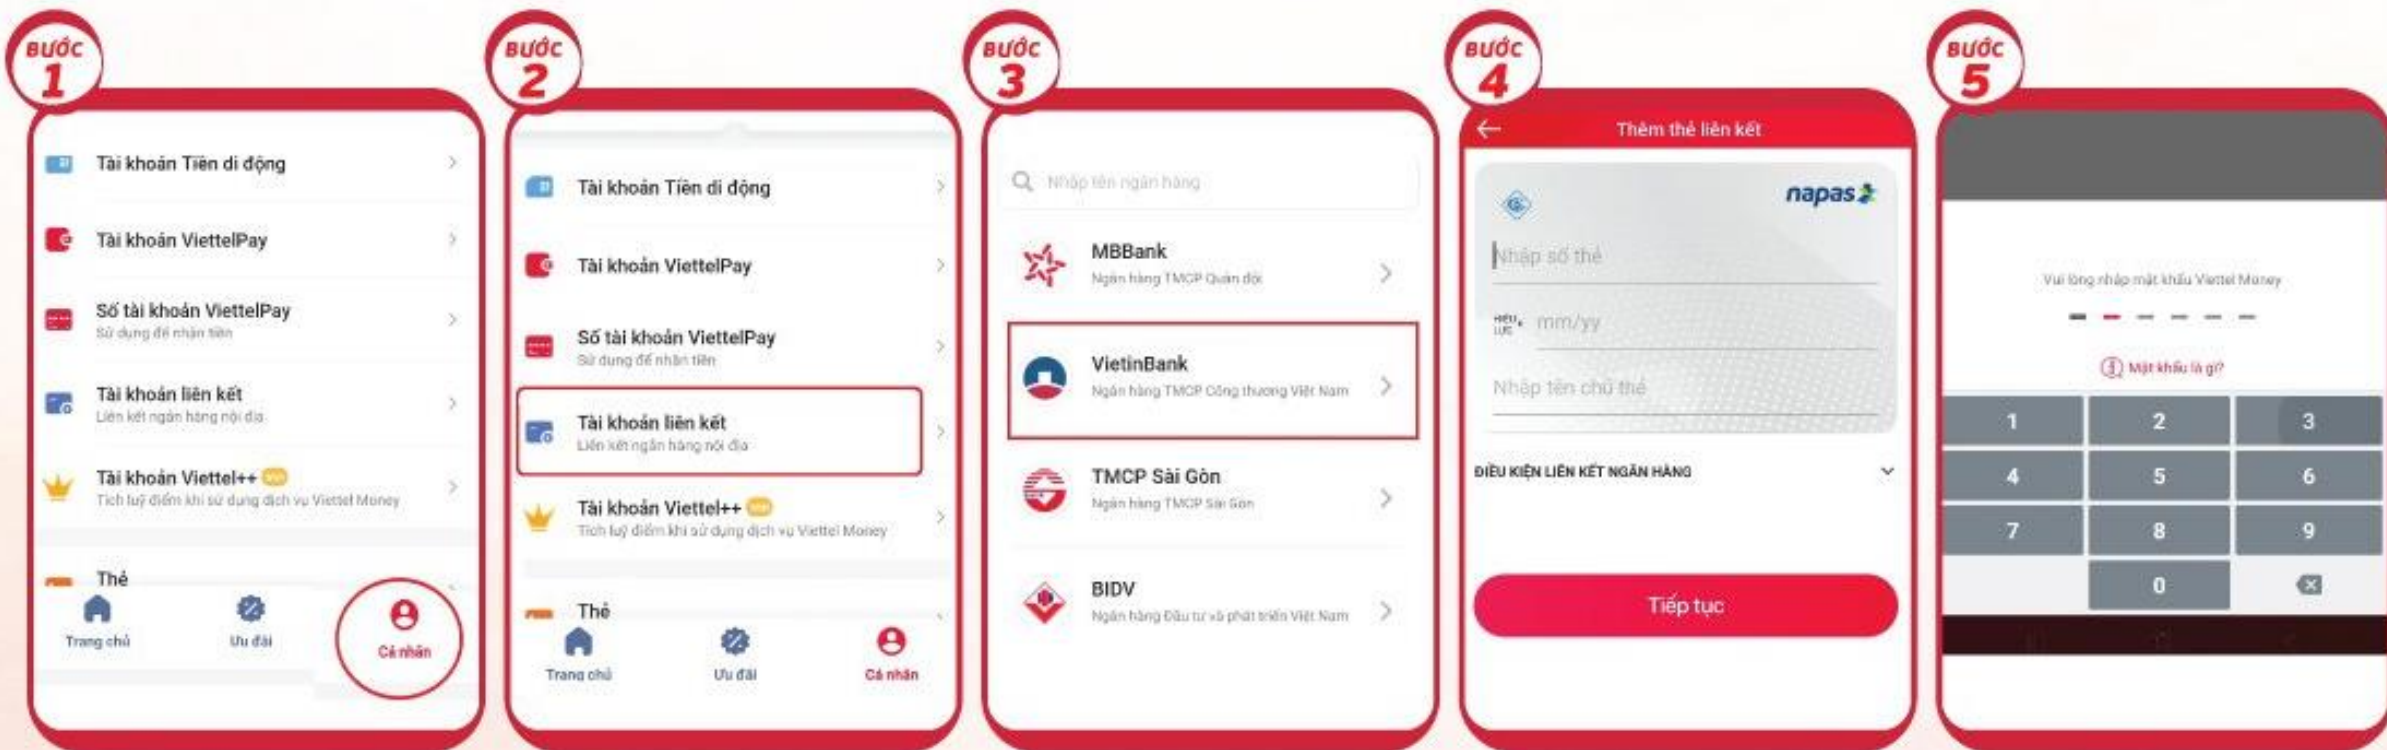 BƯỚC
1
Tài khoản Tiền di động
Tài khoản ViettelPay
Số tài khoản ViettelPay
Sử dụng để nhận tiền
Tài khoản liên kết
Liên kết ngân hàng nội địa
Tài khoản Viettel++
Tích luỹ điểm khi sử dụng dịch vụ Viettel Money
Thẻ
Trang chủ
Ưu đãi
Cá nhân
BƯỚC
2
Tài khoản Tiền di động
Tài khoản ViettelPay
Số tài khoản ViettelPay
Sử dụng để nhận tiền
Tài khoản liên kết
Liên kết ngân hàng nội địa
Tài khoản Viettel++
Tích luỹ điểm khi sử dụng dịch vụ Viettel Money
Thẻ
Trang chủ
Ưu đãi
Cá nhân
BƯỚC
3
Nhập tên ngân hàng
MBBank
Ngân hàng TMCP Quân đội
VietinBank
Ngân hàng TMCP Công thương Việt Nam
TMCP Sài Gòn
Ngân hàng TMCP Sài Gòn
BIDV
Ngân hàng Đầu tư và phát triển Việt Nam
BƯỚC
4
Thêm thẻ liên kết
napas
Nhập số thẻ
HIỆU
LỰC
mm/yy
Nhập tên chủ thẻ
ĐIỀU KIỆN LIÊN KẾT NGÂN HÀNG
Tiếp tục
BƯỚC
5
Vui lòng nhập mật khẩu Viettel Money
Mật khẩu là gì?
1 2 3
4 5 6
7 8 9
0